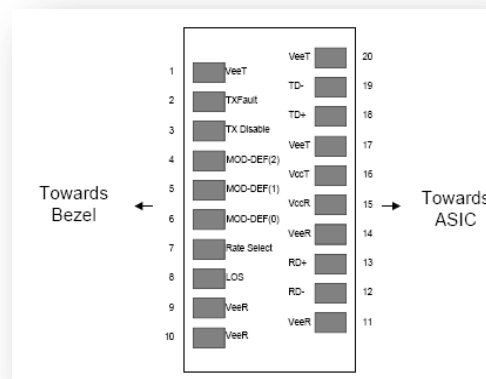 VeeT 20
1 VeeT
TD- 19
2 TXFault
TD+ 18
3 TX Disable
VeeT 17
4 MOD-DEF(2)
VccT 16
5 MOD-DEF(1)
Towards
Bezel
VccR 15
Towards
ASIC
6 MOD-DEF(0)
VeeR 14
7 Rate Select
RD+ 13
8 LOS
RD- 12
9 VeeR
VeeR 11
10 VeeR